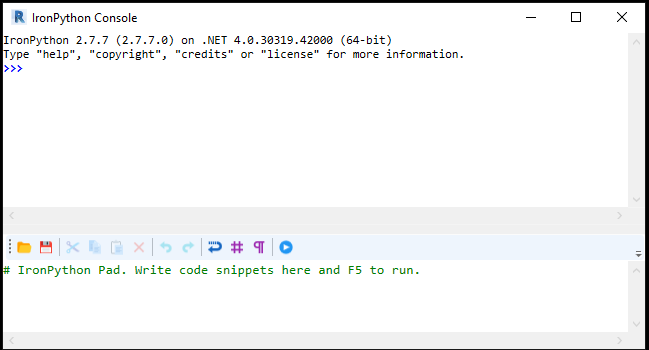 IronPython Console
IronPython 2.7.7 (2.7.7.0) on .NET 4.0.30319.42000 (64-bit)
Type "help", "copyright", "credits" or "license" for more information.
>>>
# IronPython Pad. Write code snippets here and F5 to run.